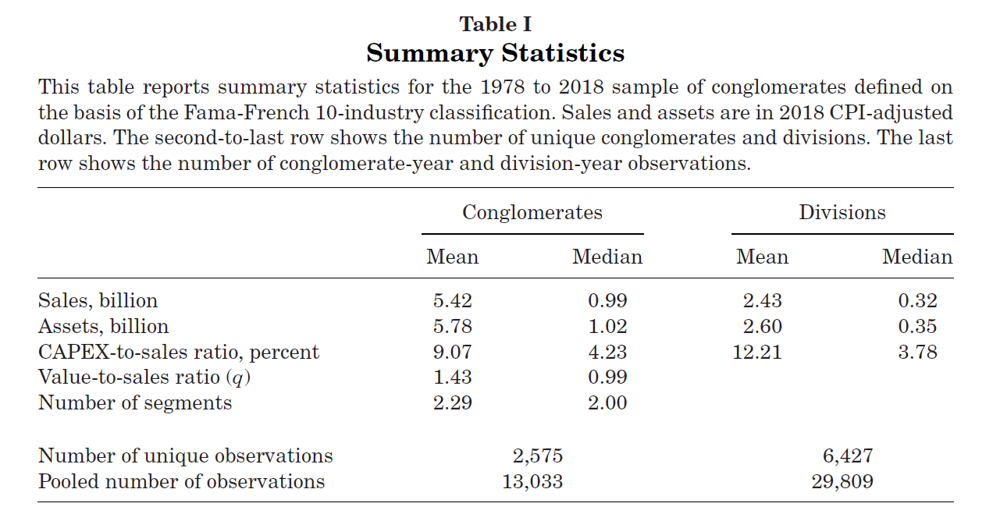 Table I
Summary Statistics
This table reports summary statistics for the 1978 to 2018 sample of conglomerates defined on
the basis of the Fama-French 10-industry classification. Sales and assets are in 2018 CPI-adjusted
dollars. The second-to-last row shows the number of unique conglomerates and divisions. The last
row shows the number of conglomerate-year and division-year observations.
Conglomerates Divisions
Mean Median Mean Median
Sales, billion 5.42 0.99 2.43 0.32
Assets, billion 5.78 1.02 2.60 0.35
CAPEX-to-sales ratio, percent 9.07 4.23 12.21 3.78
Value-to-sales ratio (q) 1.43 0.99
Number of segments 2.29 2.00
Number of unique observations 2,575 6,427
Pooled number of observations 13,033 29,809